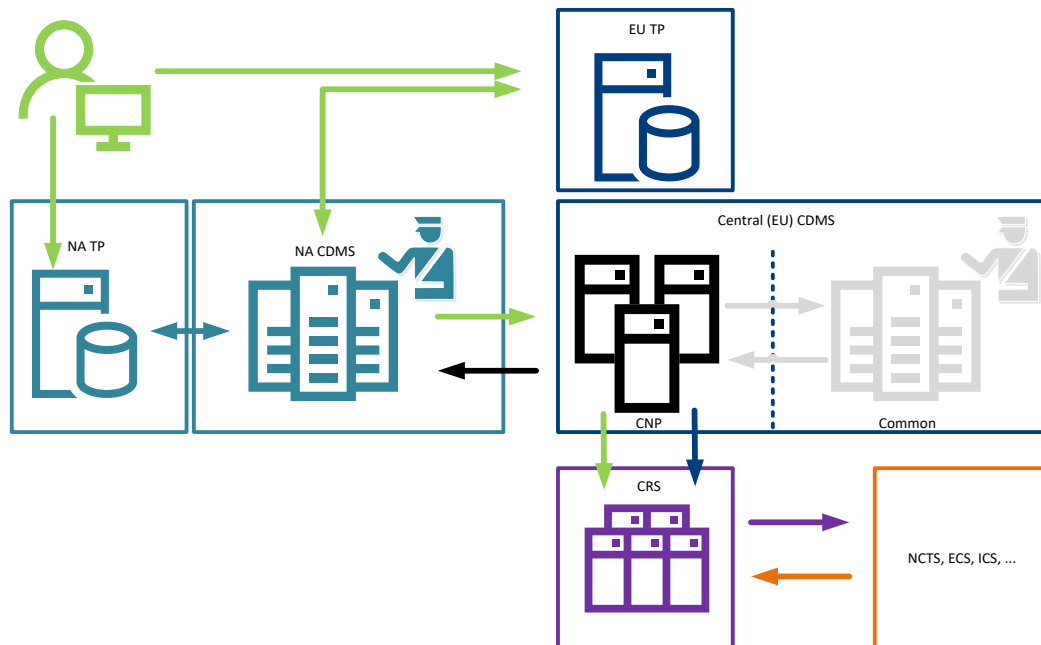 EU TP
NA TP
NA CDMS
Central (EU) CDMS
CNP
Common
CRS
NCTS, ECS, ICS, ...